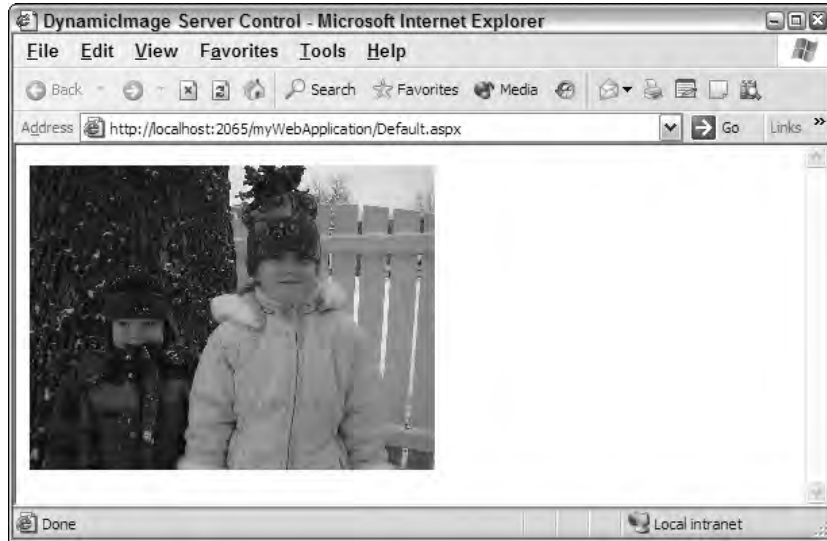 DynamicImage Server Control - Microsoft Internet Explorer
File Edit View Favorites Tools Help
Back Search Favorites Media
Address http://localhost:2065/myWebApplication/Default.aspx Go Links »
Done Local intranet